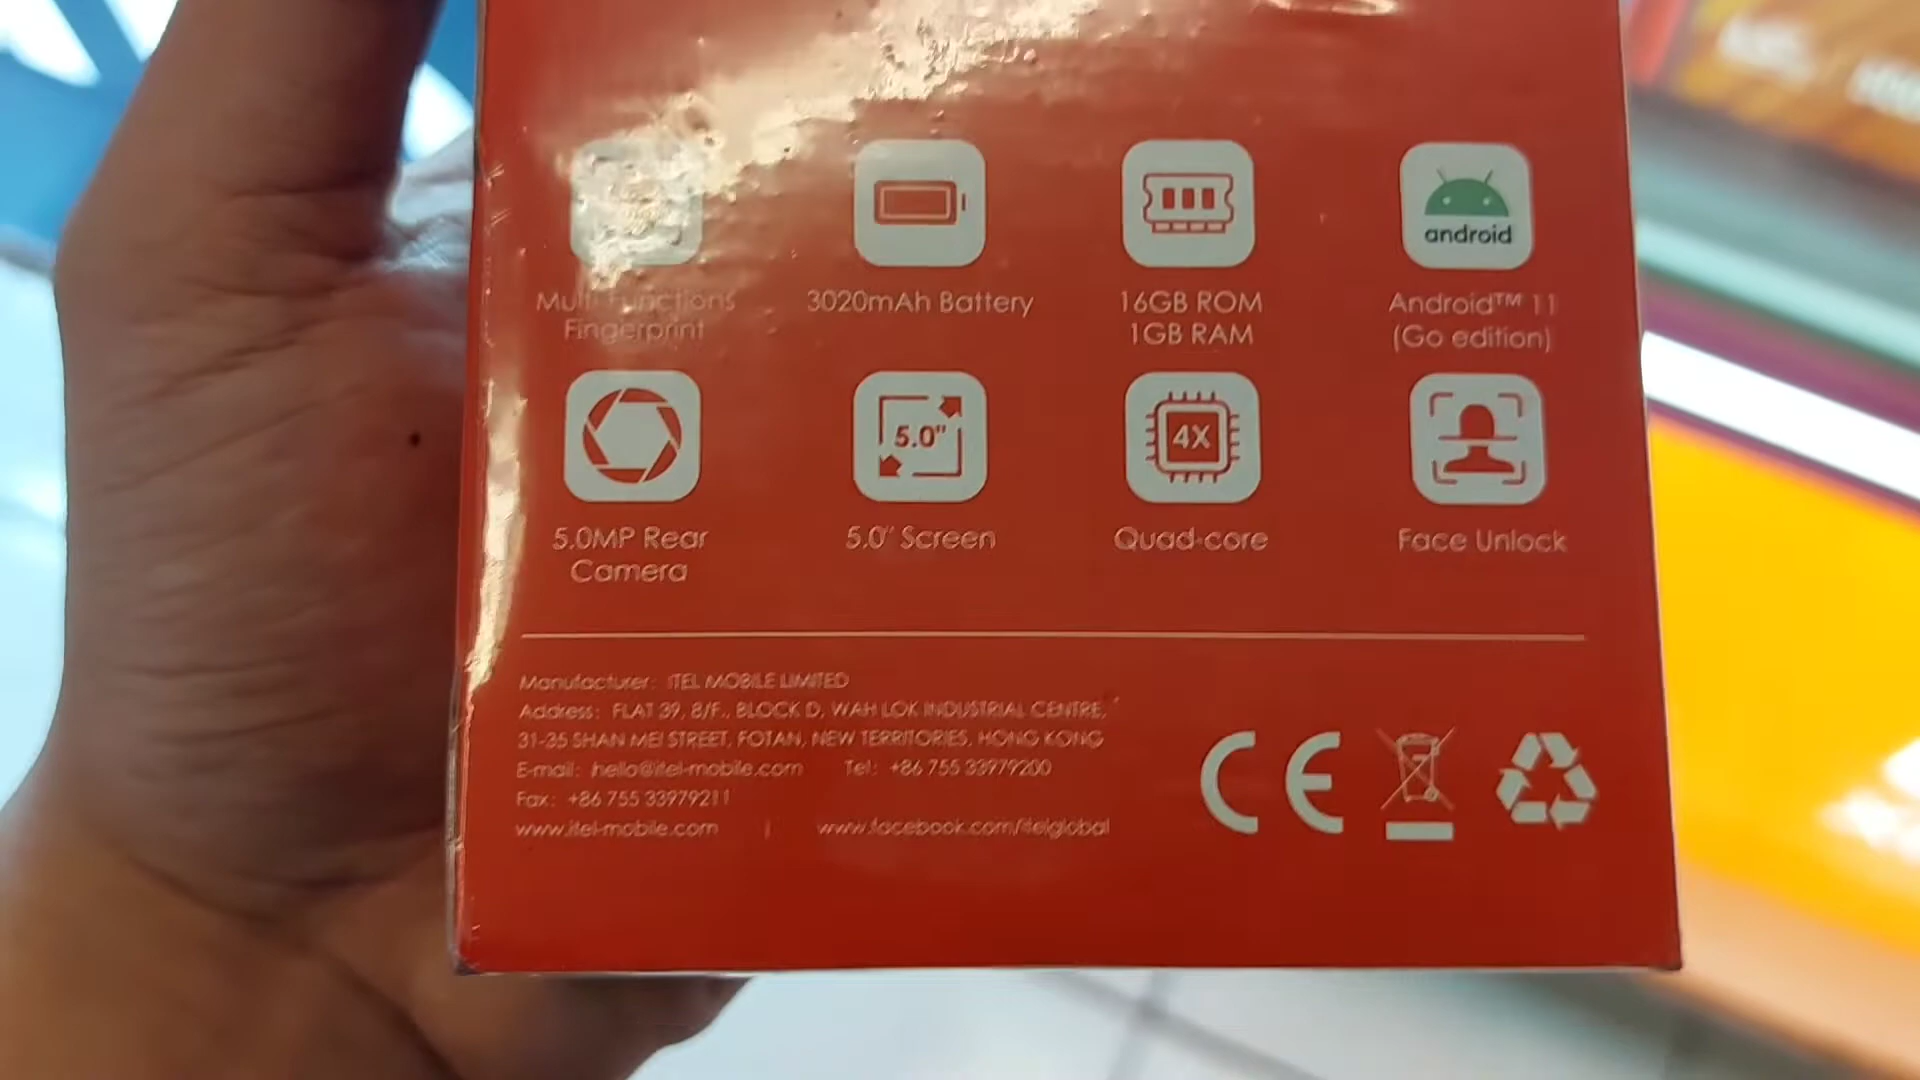 android
Multi-Functions
Fingerprint
3020mAh Battery
16GB ROM
1GB RAM
Android™ 11
(Go edition)
5.0"
4X
5.0MP Rear
Camera
5.0" Screen
Quad-core
Face Unlock
Manufacturer: ITEL MOBILE LIMITED
Address: FLAT 39, 8/F., BLOCK D, WAH LOK INDUSTRIAL CENTRE,
31-35 SHAN MEI STREET, FOTAN, NEW TERRITORIES, HONG KONG
E-mail: hello@itel-mobile.com Tel: +86 755 33979200
Fax: +86 755 33979211
www.itel-mobile.com | www.facebook.com/itelglobal
CE